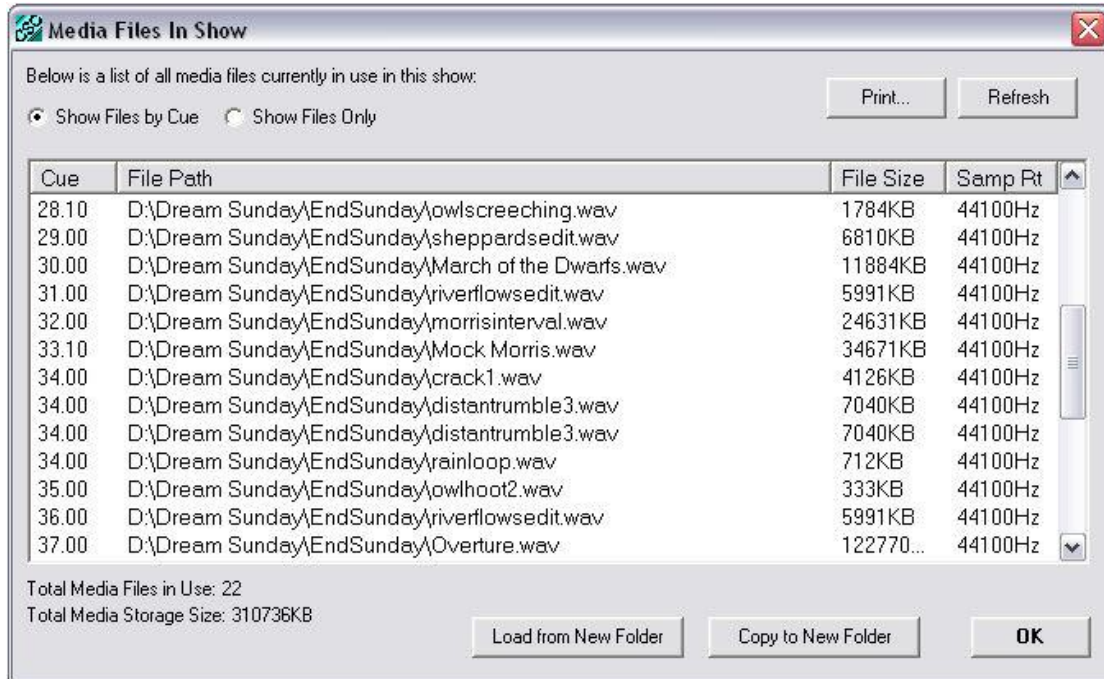 Media Files In Show
Below is a list of all media files currently in use in this show:
Print... Refresh
Show Files by Cue Show Files Only
Cue File Path File Size Samp Rt
28.10 D:\Dream Sunday\EndSunday\owlscreeching.wav 1784KB 44100Hz
29.00 D:\Dream Sunday\EndSunday\sheppardsedit.wav 6810KB 44100Hz
30.00 D:\Dream Sunday\EndSunday\March of the Dwarfs.wav 11884KB 44100Hz
31.00 D:\Dream Sunday\EndSunday\riverflowsedit.wav 5991KB 44100Hz
32.00 D:\Dream Sunday\EndSunday\morrisinterval.wav 24631KB 44100Hz
33.10 D:\Dream Sunday\EndSunday\Mock Morris.wav 34671KB 44100Hz
34.00 D:\Dream Sunday\EndSunday\crack1.wav 4126KB 44100Hz
34.00 D:\Dream Sunday\EndSunday\distantrumble3.wav 7040KB 44100Hz
34.00 D:\Dream Sunday\EndSunday\distantrumble3.wav 7040KB 44100Hz
34.00 D:\Dream Sunday\EndSunday\rainloop.wav 712KB 44100Hz
35.00 D:\Dream Sunday\EndSunday\owlhoot2.wav 333KB 44100Hz
36.00 D:\Dream Sunday\EndSunday\riverflowsedit.wav 5991KB 44100Hz
37.00 D:\Dream Sunday\EndSunday\Overture.wav 122770... 44100Hz
Total Media Files in Use: 22
Total Media Storage Size: 310736KB
Load from New Folder Copy to New Folder OK